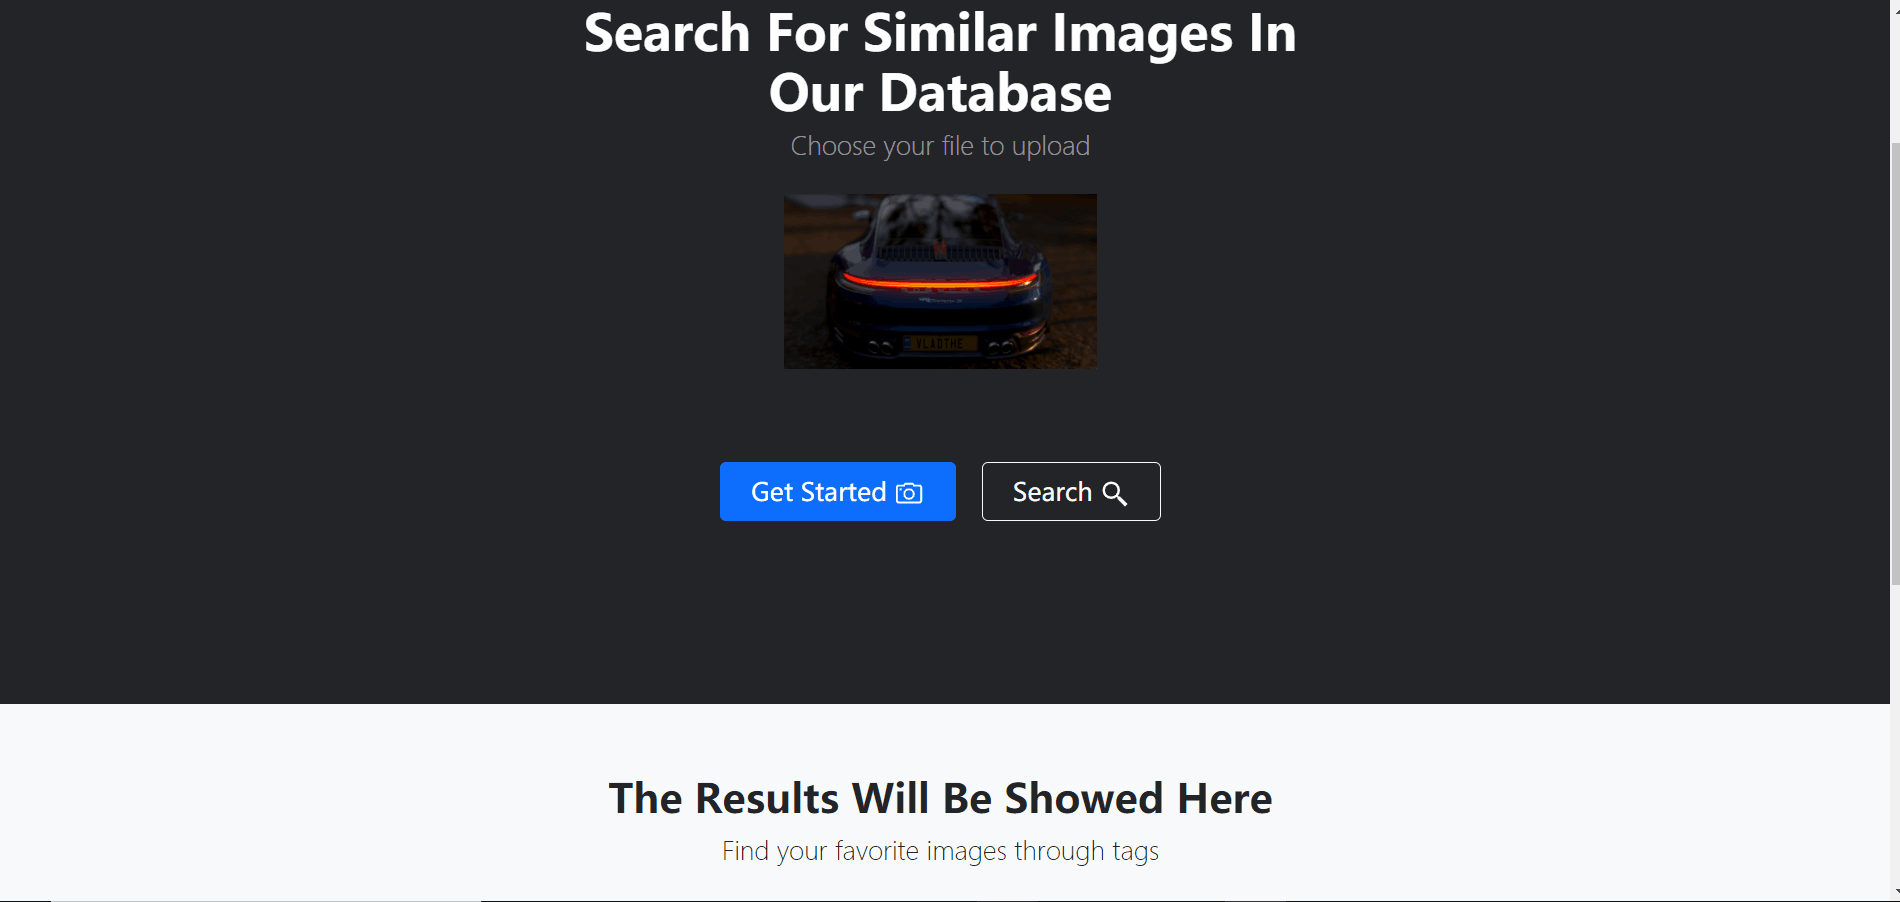 Search For Similar Images In
Our Database
Choose your file to upload
VLADTHE
Get Started
Search
The Results Will Be Showed Here
Find your favorite images through tags